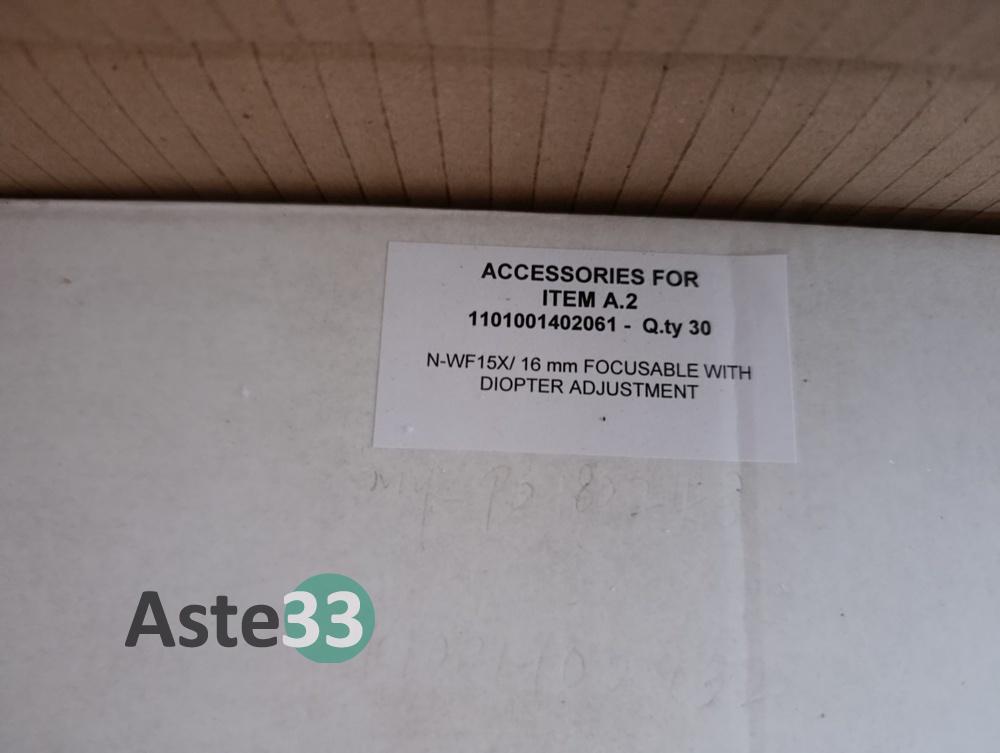 ACCESSORIES FOR
ITEM A.2
1101001402061 - Q.ty 30
N-WF15X/ 16 mm FOCUSABLE WITH
DIOPTER ADJUSTMENT
Aste33